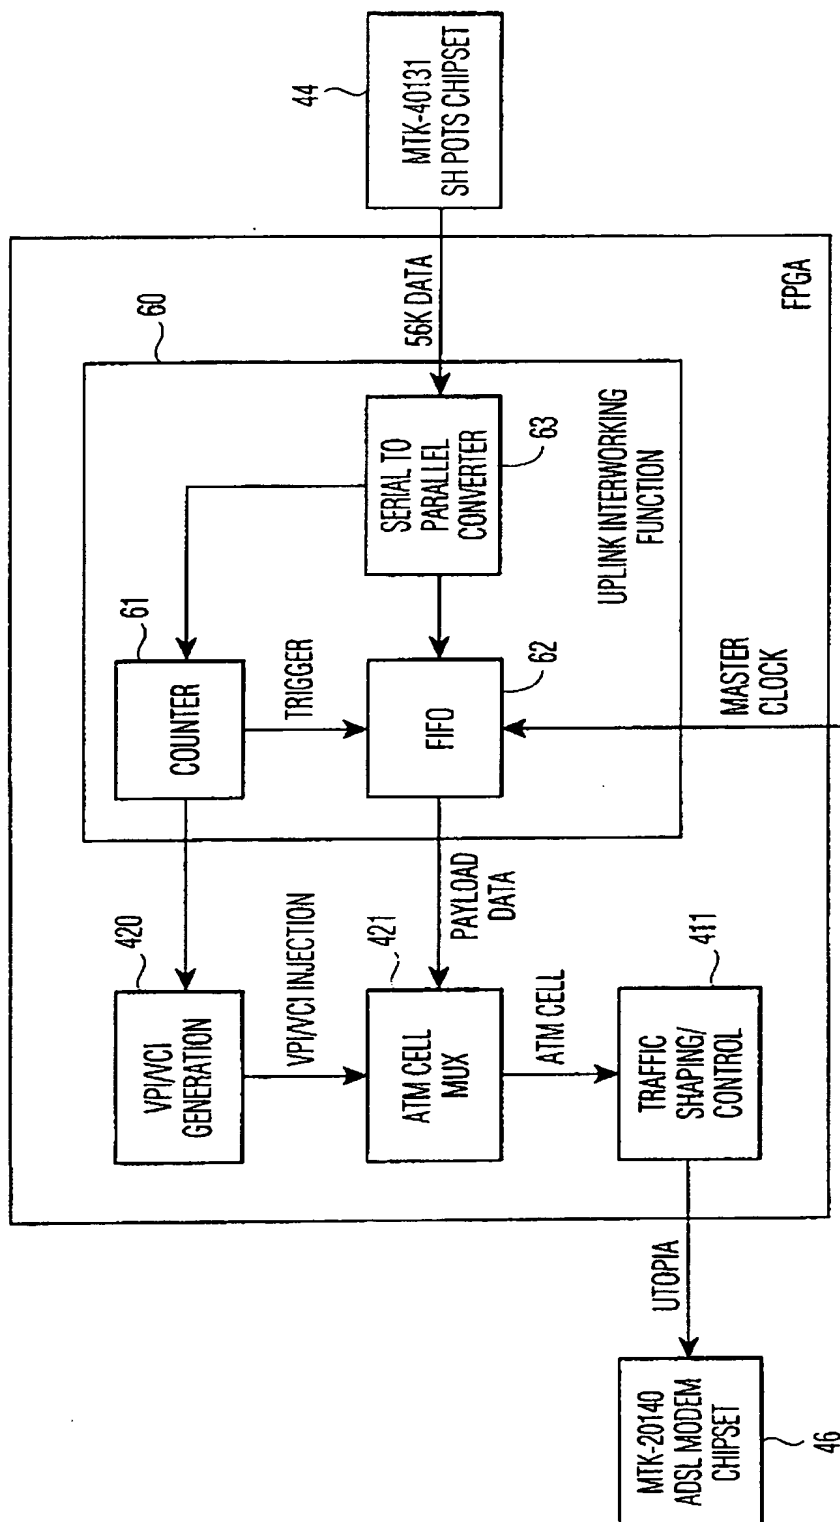 420
61
60
VPI/VCI
GENERATION
COUNTER
VPI/VCI INJECTION
TRIGGER
44
421
62
63
ATM CELL
MUX
PAYLOAD
DATA
FIFO
SERIAL TO
PARALLEL
CONVERTER
56K DATA
MTK-40131
SH POTS CHIPSET
ATM CELL
UPLINK INTERWORKING
FUNCTION
46
MTK-20140
ADSL MODEM
CHIPSET
UTOPIA
411
TRAFFIC
SHAPING/
CONTROL
MASTER
CLOCK
FPGA